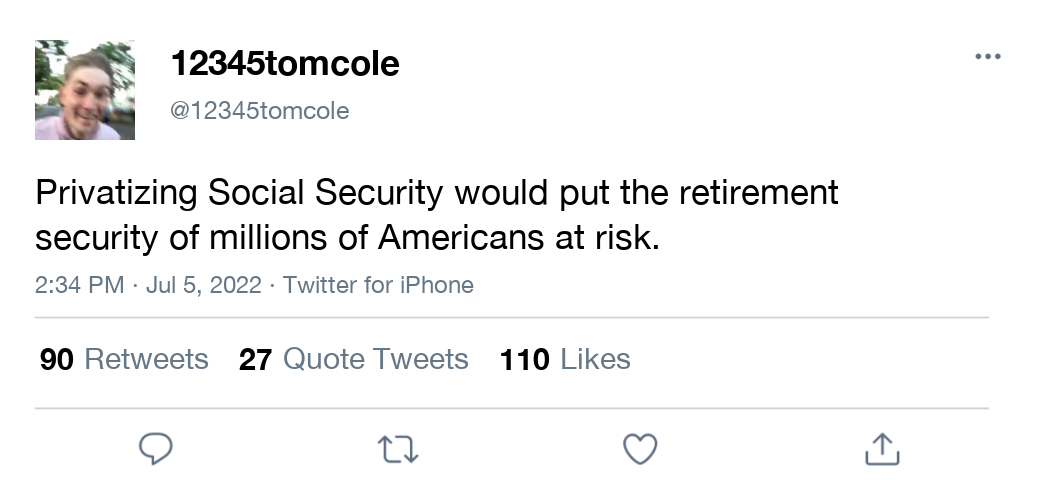 12345tomcole
@12345tomcole
Privatizing Social Security would put the retirement
security of millions of Americans at risk.
2:34 PM · Jul 5, 2022 · Twitter for iPhone
90 Retweets 27 Quote Tweets 110 Likes